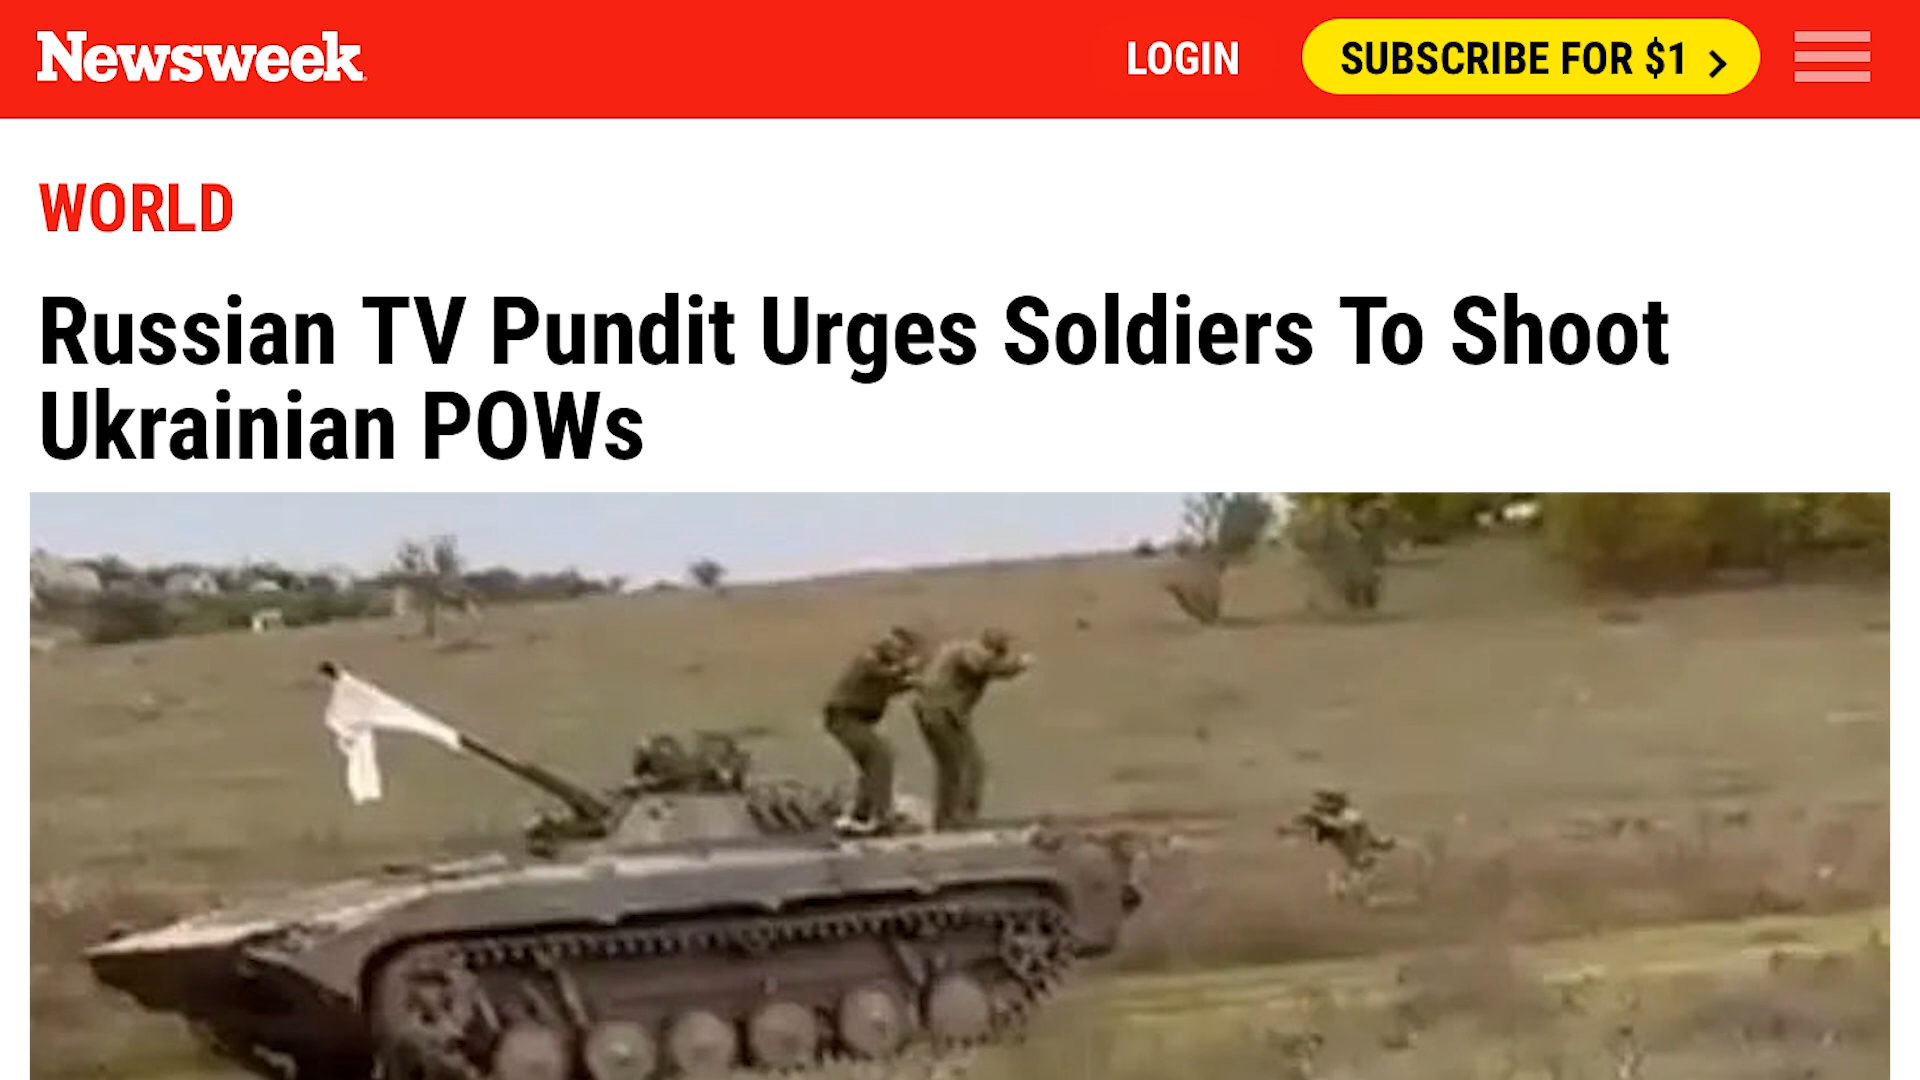 Newsweek
LOGIN
SUBSCRIBE FOR $1
WORLD
Russian TV Pundit Urges Soldiers To Shoot
Ukrainian POWs